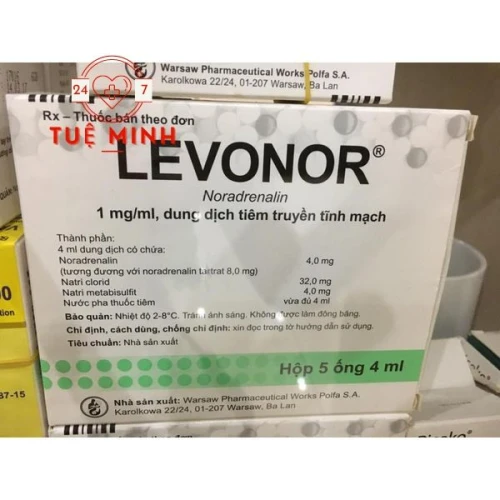 Warsaw Pharmaceutical Works Polfa S.A.
Karolkowa 22/24, 01-207 Warsaw, Ba Lan
24 7
Rx – Thuốc bán theo đơn
TUỆ MINH
LEVONOR®
Noradrenalin
1 mg/ml, dung dịch tiêm truyền tĩnh mạch
Thành phần:
4 ml dung dịch có chứa:
Noradrenalin 4,0 mg
(tương đương với noradrenalin tartrat 8,0 mg)
Natri clorid 32,0 mg
Natri metabisulfit 4,0 mg
Nước pha thuốc tiêm vừa đủ 4 ml
Bảo quản: Nhiệt độ 2-8°C. Tránh ánh sáng. Không được làm đông băng.
Chỉ định, cách dùng, chống chỉ định: xin đọc trong tờ hướng dẫn sử dụng.
Tiêu chuẩn: Nhà sản xuất
Hộp 5 ống 4 ml
37-15
Nhà sản xuất: Warsaw Pharmaceutical Works Polfa S.A.
Karolkowa 22/24, 01-207 Warsaw, Ba Lan